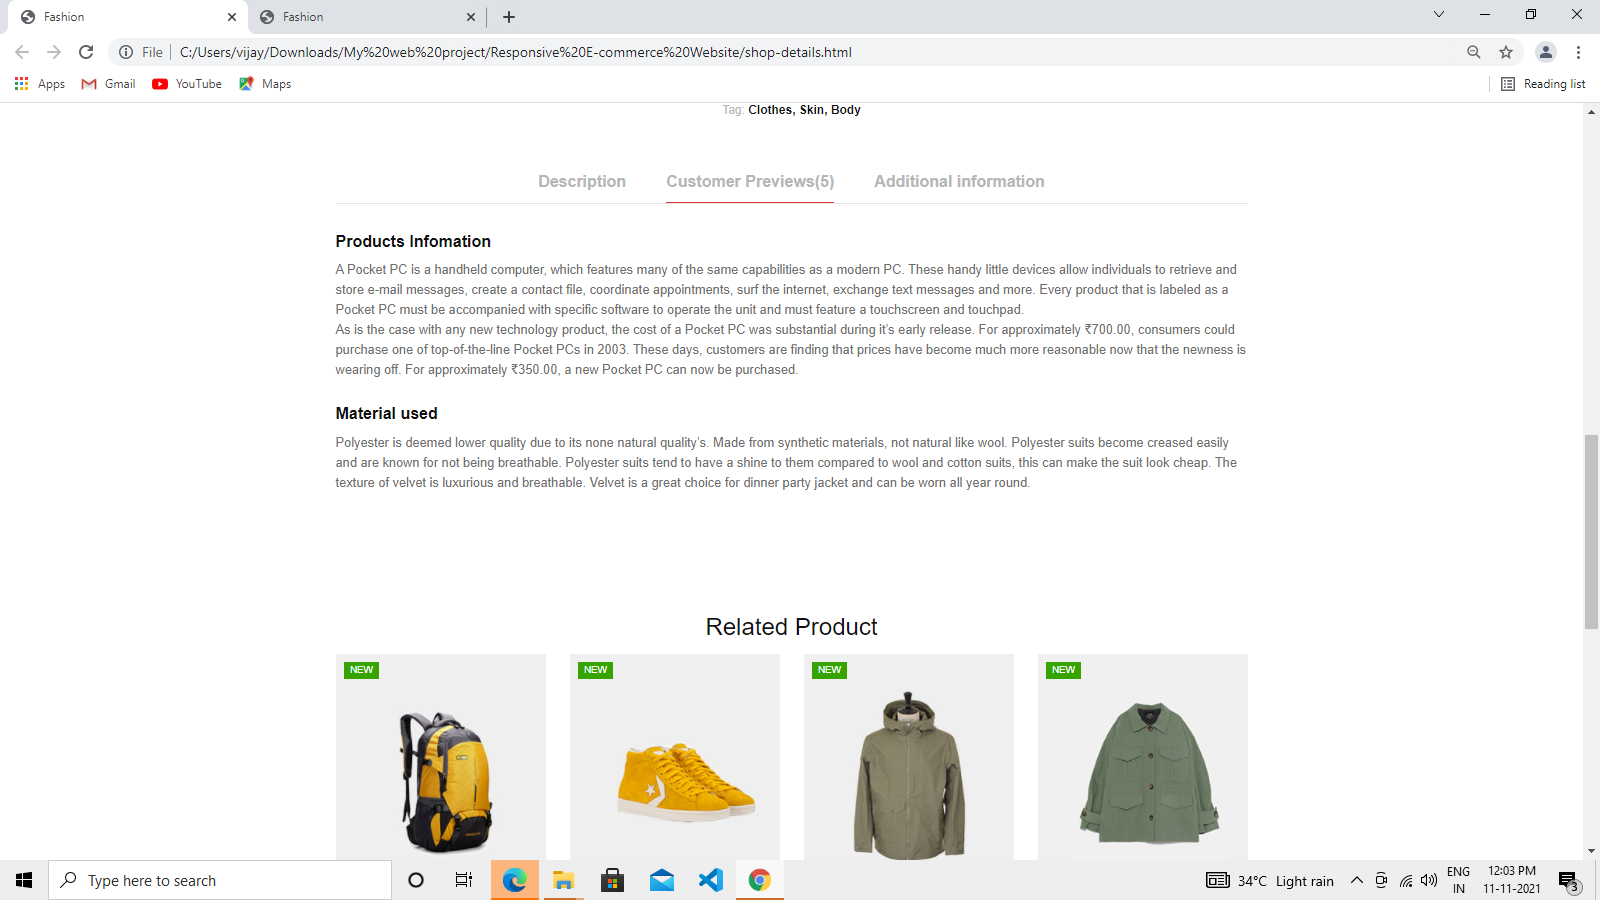 Fashion
Fashion
File
C:/Users/vijay/Downloads/My%20web%20project/Responsive%20E-commerce%20Website/shop-details.html
Apps
Gmail
YouTube
Maps
Reading list
Tag: Clothes, Skin, Body
Description
Customer Previews(5)
Additional information
Products Infomation
A Pocket PC is a handheld computer, which features many of the same capabilities as a modern PC. These handy little devices allow individuals to retrieve and
store e-mail messages, create a contact file, coordinate appointments, surf the internet, exchange text messages and more. Every product that is labeled as a
Pocket PC must be accompanied with specific software to operate the unit and must feature a touchscreen and touchpad.
As is the case with any new technology product, the cost of a Pocket PC was substantial during it’s early release. For approximately ₹700.00, consumers could
purchase one of top-of-the-line Pocket PCs in 2003. These days, customers are finding that prices have become much more reasonable now that the newness is
wearing off. For approximately ₹350.00, a new Pocket PC can now be purchased.
Material used
Polyester is deemed lower quality due to its none natural quality’s. Made from synthetic materials, not natural like wool. Polyester suits become creased easily
and are known for not being breathable. Polyester suits tend to have a shine to them compared to wool and cotton suits, this can make the suit look cheap. The
texture of velvet is luxurious and breathable. Velvet is a great choice for dinner party jacket and can be worn all year round.
Related Product
NEW
NEW
NEW
NEW
Type here to search
34°C Light rain
ENG
IN
12:03 PM
11-11-2021
3